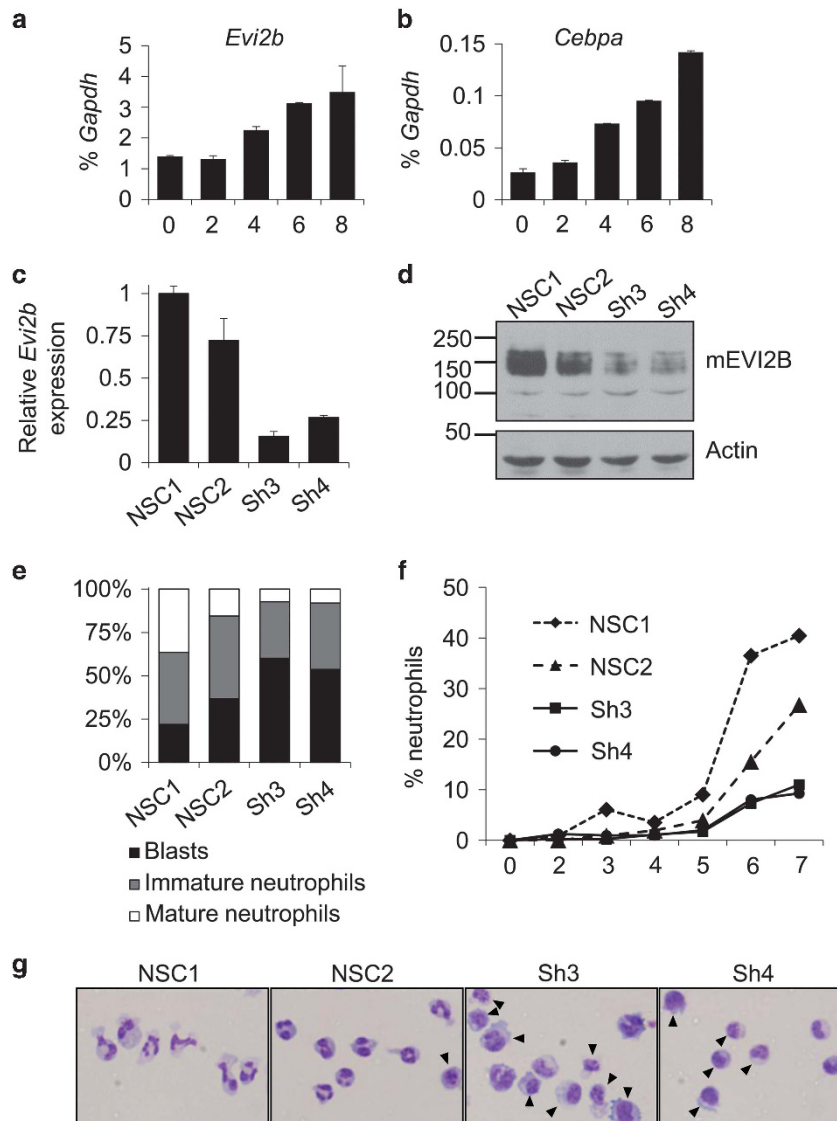 a
Evi2b
% Gapdh
5
4
3
2
1
0
0 2 4 6 8
b
Cebpa
% Gapdh
0.15
0.1
0.05
0
0 2 4 6 8
c
Relative Evi2b
expression
1
0.75
0.5
0.25
0
NSC1 NSC2 Sh3 Sh4
d
NSC1 NSC2 Sh3 Sh4
250
150
100
mEVI2B
50
Actin
e
100%
75%
50%
25%
0%
NSC1 NSC2 Sh3 Sh4
Blasts
Immature neutrophils
Mature neutrophils
f
% neutrophils
50
40
30
20
10
0
0 2 3 4 5 6 7
NSC1
NSC2
Sh3
Sh4
g
NSC1 NSC2 Sh3 Sh4